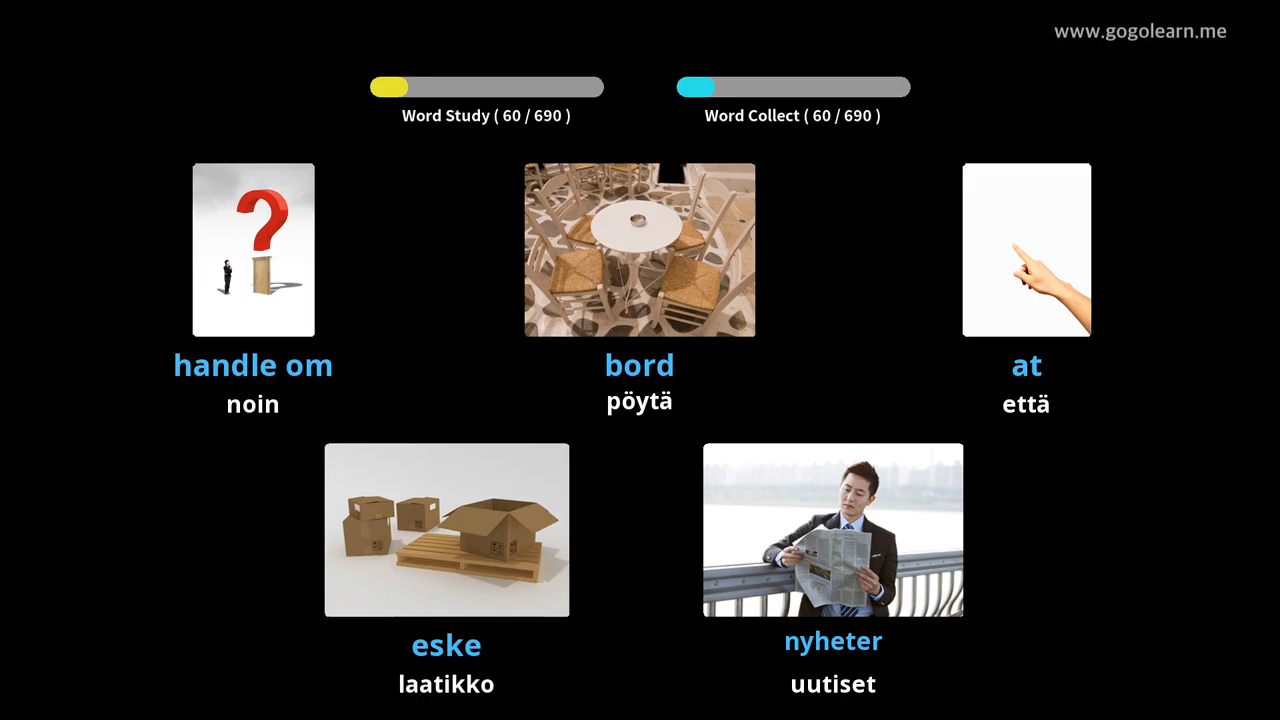 www.gogolearn.me
Word Study ( 60 / 690 )
Word Collect ( 60 / 690 )
handle om
noin
bord
pöytä
at
että
eske
laatikko
nyheter
uutiset